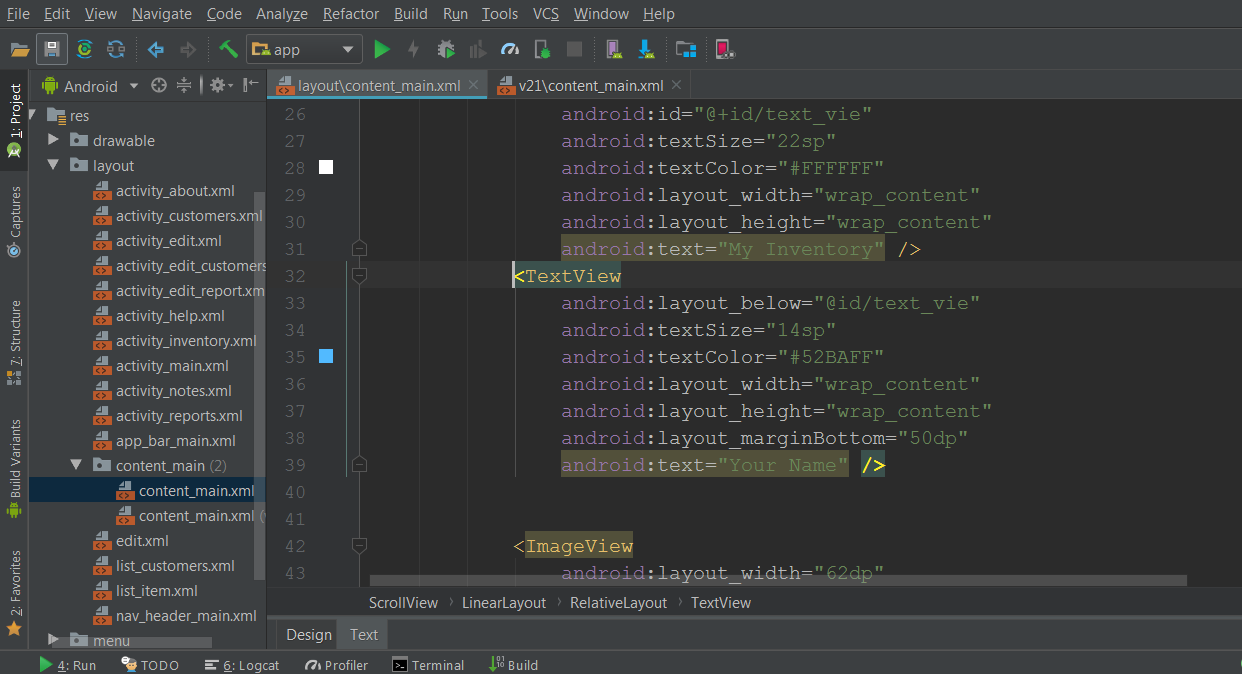 File Edit View Navigate Code Analyze Refactor Build Run Tools VCS Window Help
app
Android
layout\content_main.xml
v21\content_main.xml
1: Project
Captures
7: Structure
Build Variants
2: Favorites
res
drawable
layout
activity_about.xml
activity_customers.xml
activity_edit.xml
activity_edit_customers
activity_edit_report.xm
activity_help.xml
activity_inventory.xml
activity_main.xml
activity_notes.xml
activity_reports.xml
app_bar_main.xml
content_main (2)
content_main.xml
content_main.xml
edit.xml
list_customers.xml
list_item.xml
nav_header_main.xml
menu
26 android:id="@+id/text_vie"
27 android:textSize="22sp"
28 android:textColor="#FFFFFF"
29 android:layout_width="wrap_content"
30 android:layout_height="wrap_content"
31 android:text="My Inventory" />
32 <TextView
33 android:layout_below="@id/text_vie"
34 android:textSize="14sp"
35 android:textColor="#52BAFF"
36 android:layout_width="wrap_content"
37 android:layout_height="wrap_content"
38 android:layout_marginBottom="50dp"
39 android:text="Your Name" />
40
41
42 <ImageView
43 android:layout_width="62dp"
ScrollView › LinearLayout › RelativeLayout › TextView
Design Text
4: Run TODO 6: Logcat Profiler Terminal Build